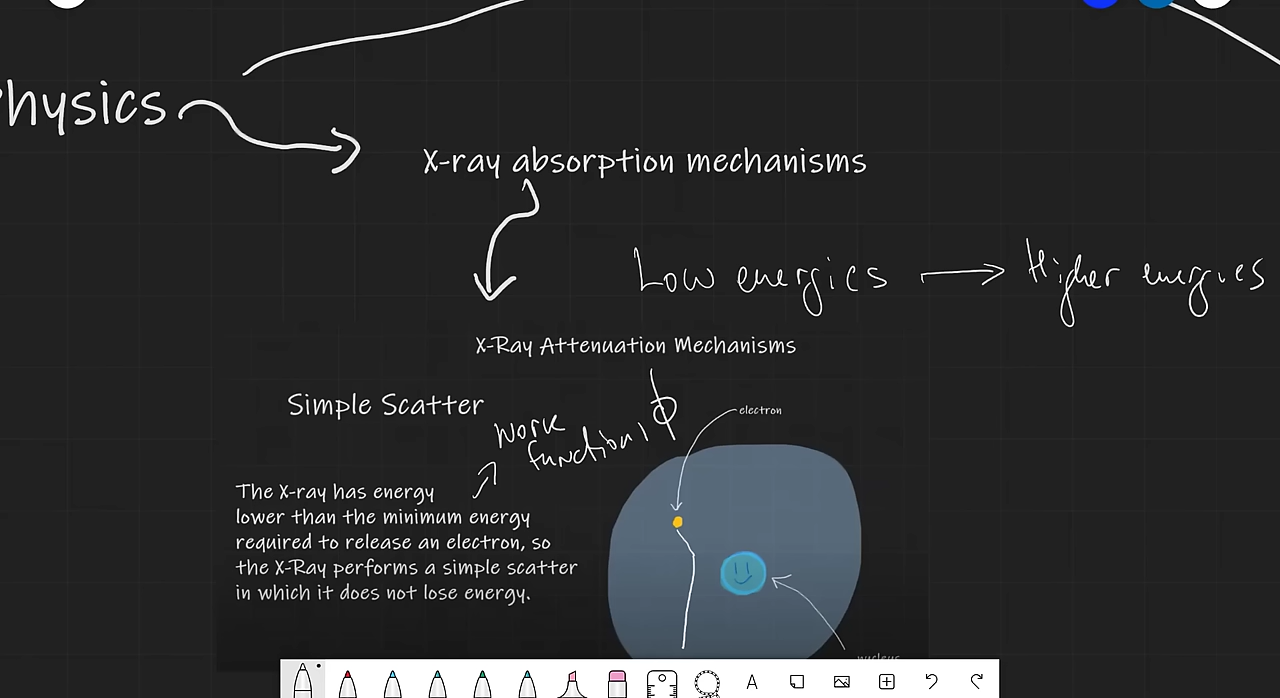 hysics
X-ray absorption mechanisms
Low energies → Higher energies
X-Ray Attenuation Mechanisms
Simple Scatter
work
function, ϕ
electron
The X-ray has energy
lower than the minimum energy
required to release an electron, so
the X-Ray performs a simple scatter
in which it does not lose energy.
nucleus
A